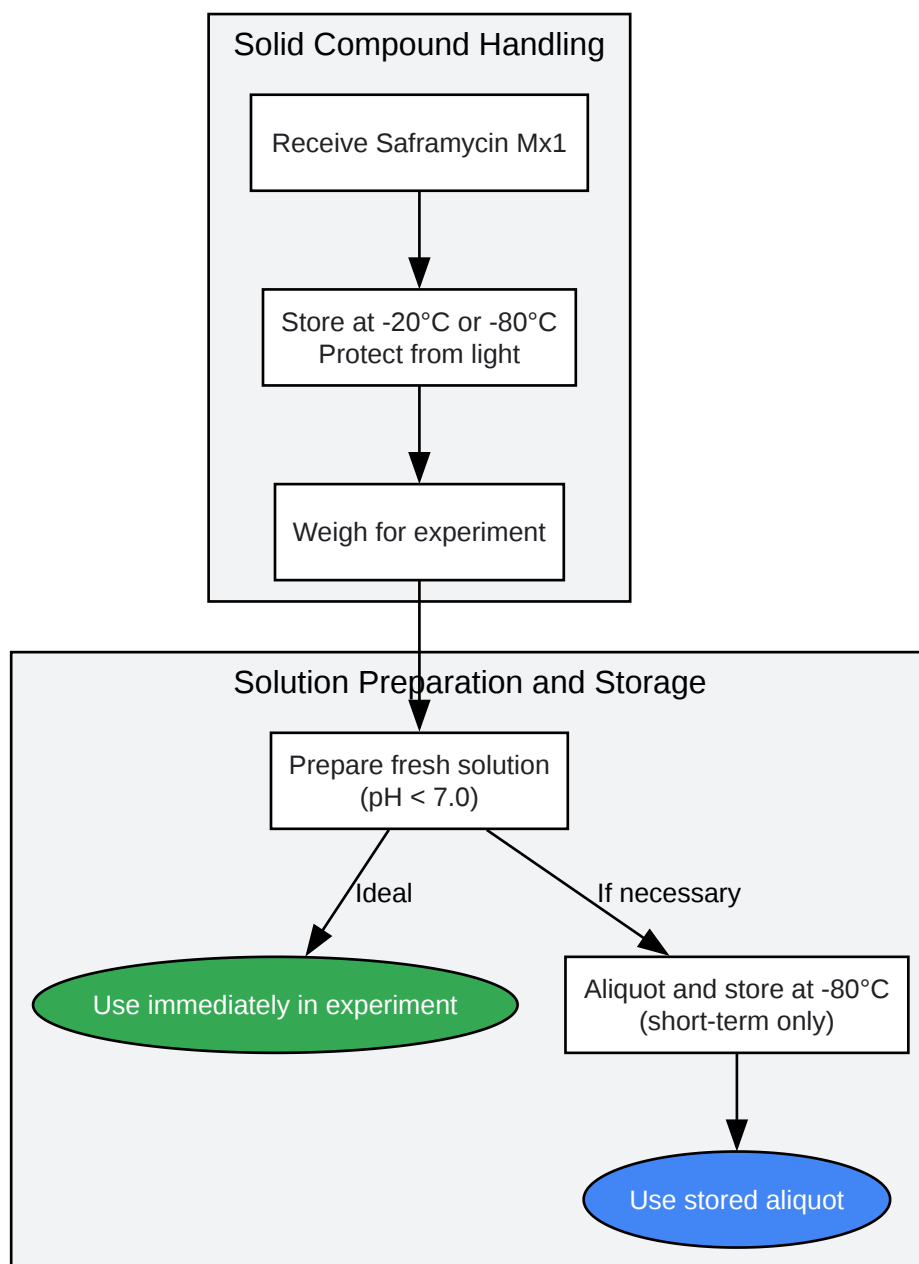 Solid Compound Handling
Receive Saframycin Mx1
Store at -20°C or -80°C
Protect from light
Weigh for experiment
Solution Preparation and Storage
Prepare fresh solution
(pH < 7.0)
Ideal
If necessary
Use immediately in experiment
Aliquot and store at -80°C
(short-term only)
Use stored aliquot